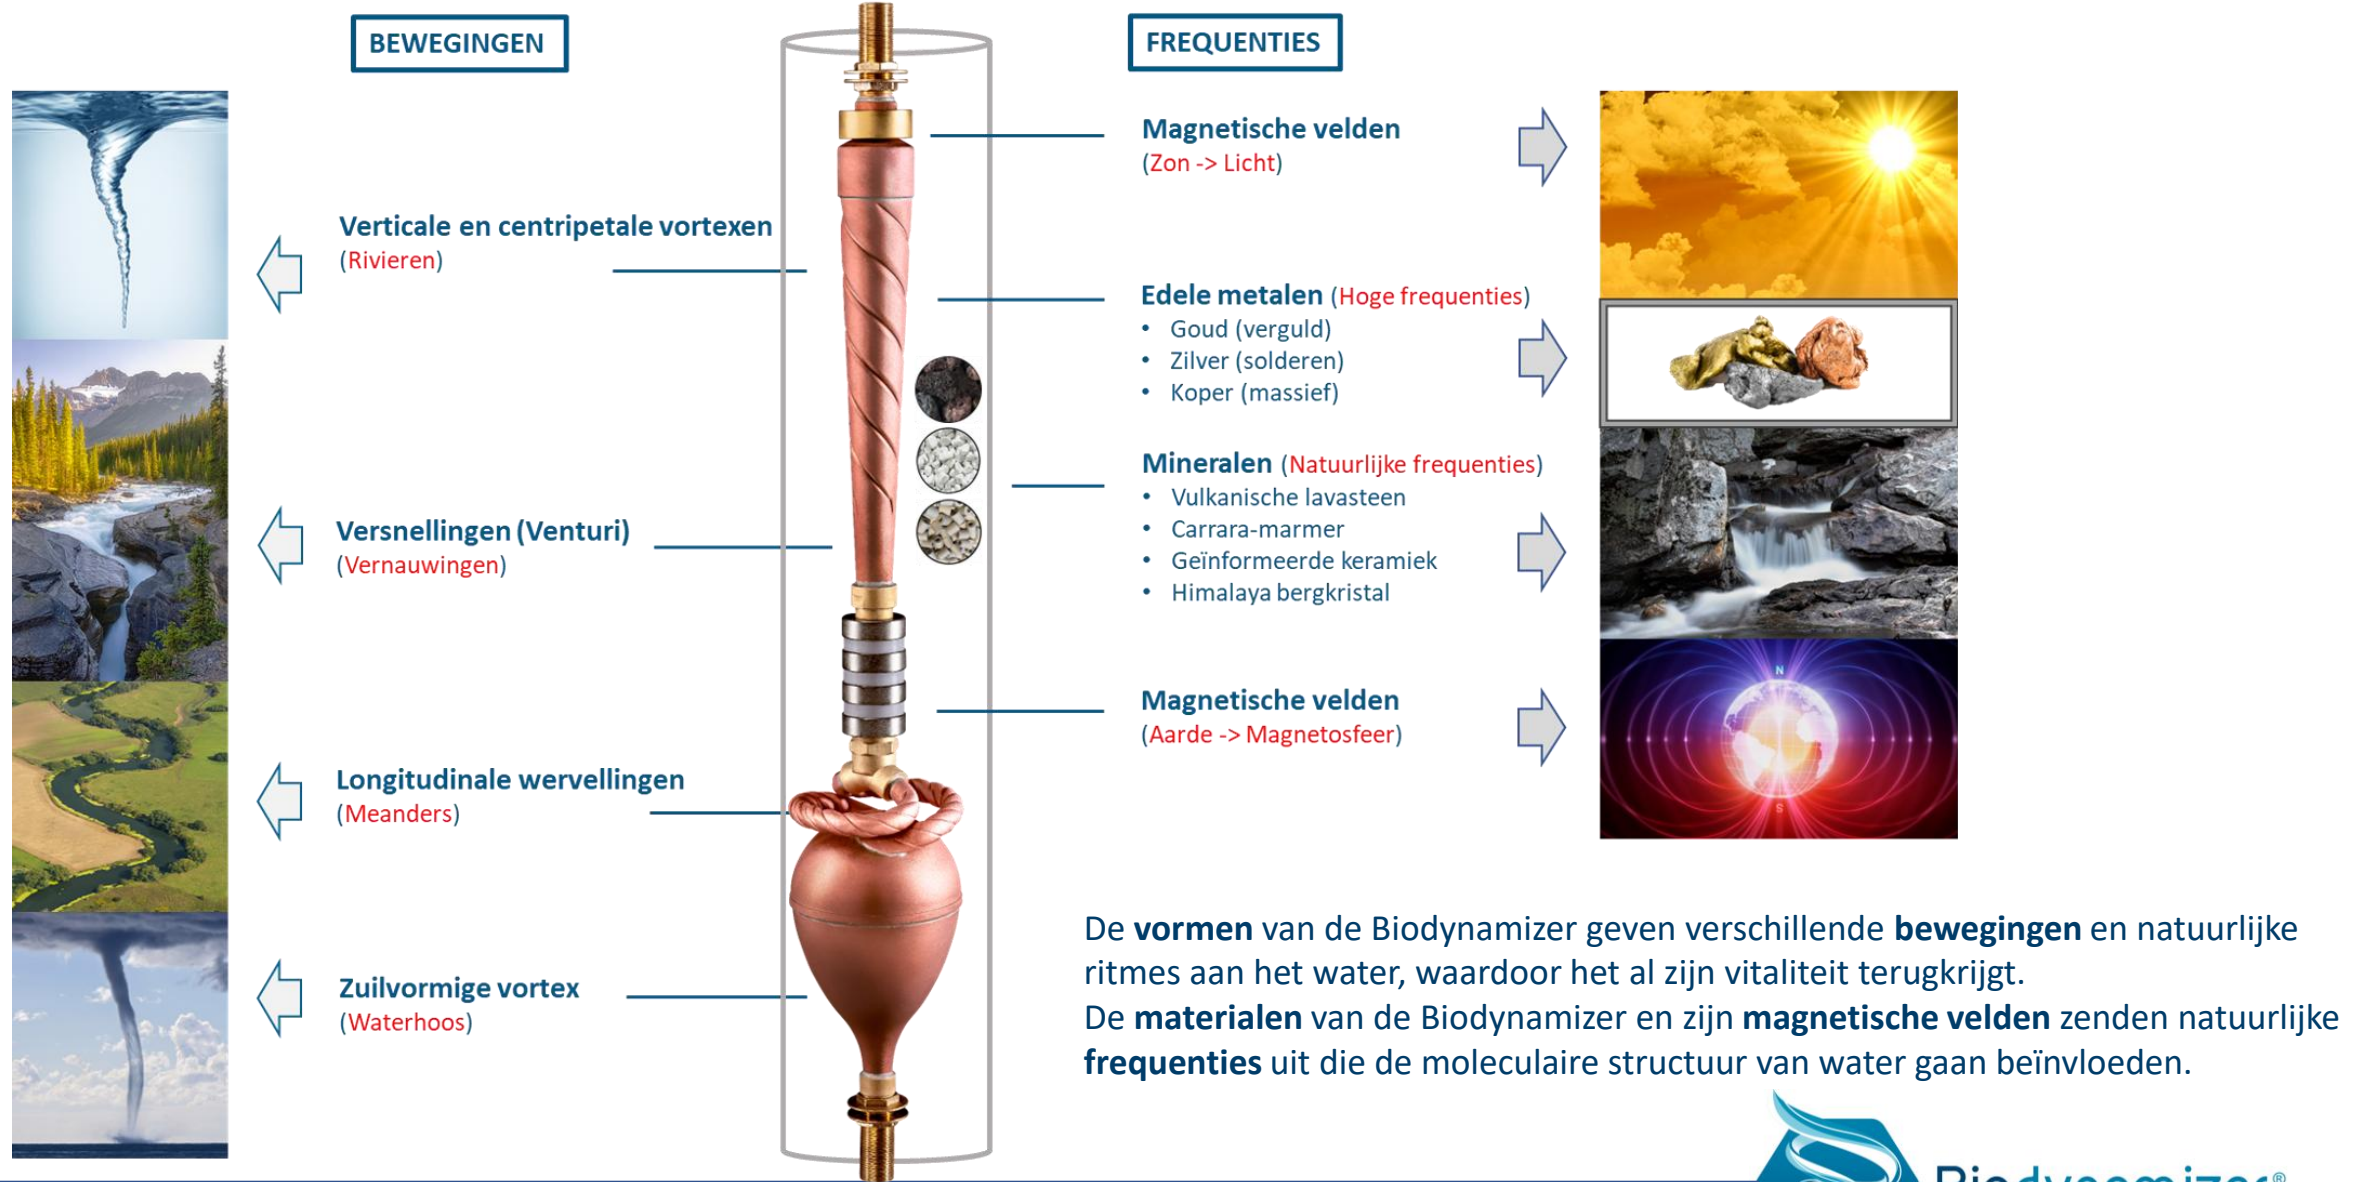 BEWEGINGEN
Verticale en centripetale vortexen
(Rivieren)
Versnellingen (Venturi)
(Vernauwingen)
Longitudinale wervellingen
(Meanders)
Zuilvormige vortex
(Waterhoos)
FREQUENTIES
Magnetische velden
(Zon -> Licht)
Edele metalen (Hoge frequenties)
• Goud (verguld)
• Zilver (solderen)
• Koper (massief)
Mineralen (Natuurlijke frequenties)
• Vulkanische lavasteen
• Carrara-marmer
• Geïnformeerde keramiek
• Himalaya bergkristal
Magnetische velden
(Aarde -> Magnetosfeer)
N
S
De vormen van de Biodynamizer geven verschillende bewegingen en natuurlijke
ritmes aan het water, waardoor het al zijn vitaliteit terugkrijgt.
De materialen van de Biodynamizer en zijn magnetische velden zenden natuurlijke
frequenties uit die de moleculaire structuur van water gaan beïnvloeden.